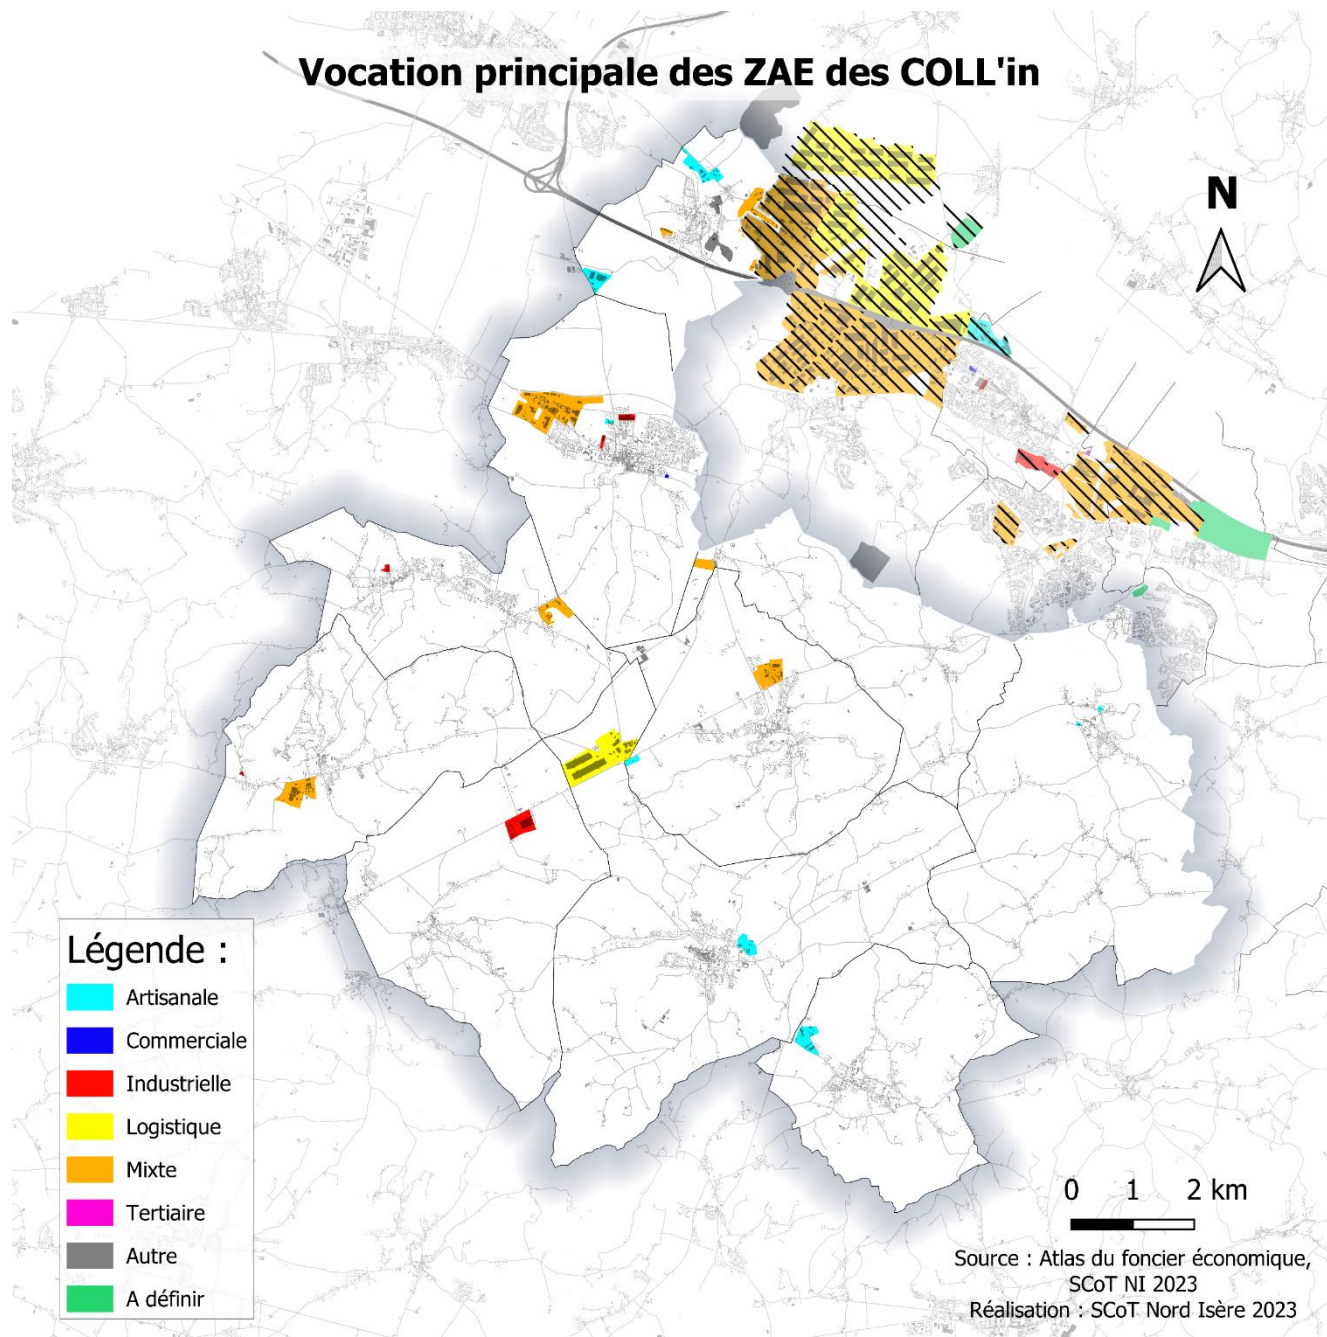 Vocation principale des ZAE des COLL'in
N
Légende :
Artisanale
Commerciale
Industrielle
Logistique
Mixte
Tertiaire
Autre
A définir
0 1 2 km
Source : Atlas du foncier économique,
SCoT NI 2023
Réalisation : SCoT Nord Isère 2023